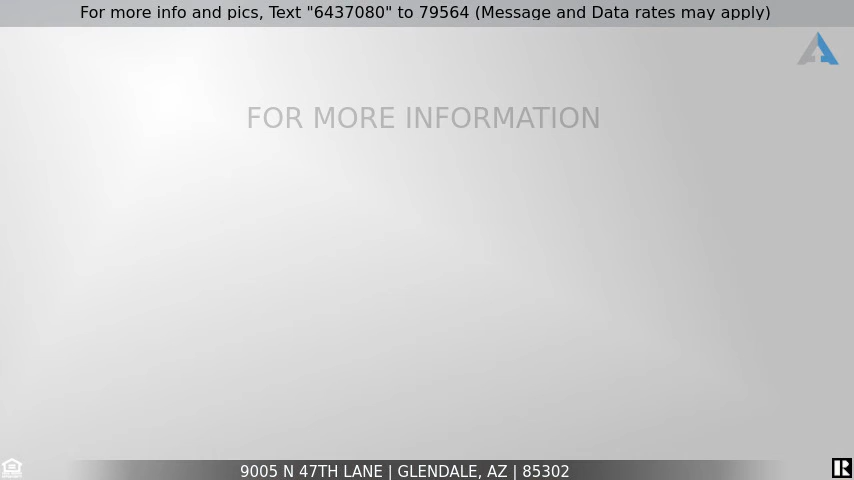 For more info and pics, Text "6437080" to 79564 (Message and Data rates may apply)
FOR MORE INFORMATION
9005 N 47TH LANE | GLENDALE, AZ | 85302